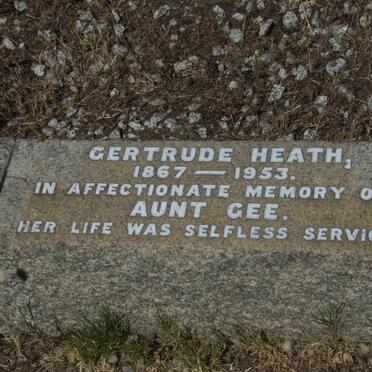 GERTRUDE HEATH,
1867 — 1953.
IN AFFECTIONATE MEMORY O
AUNT GEE.
HER LIFE WAS SELFLESS SERVIC